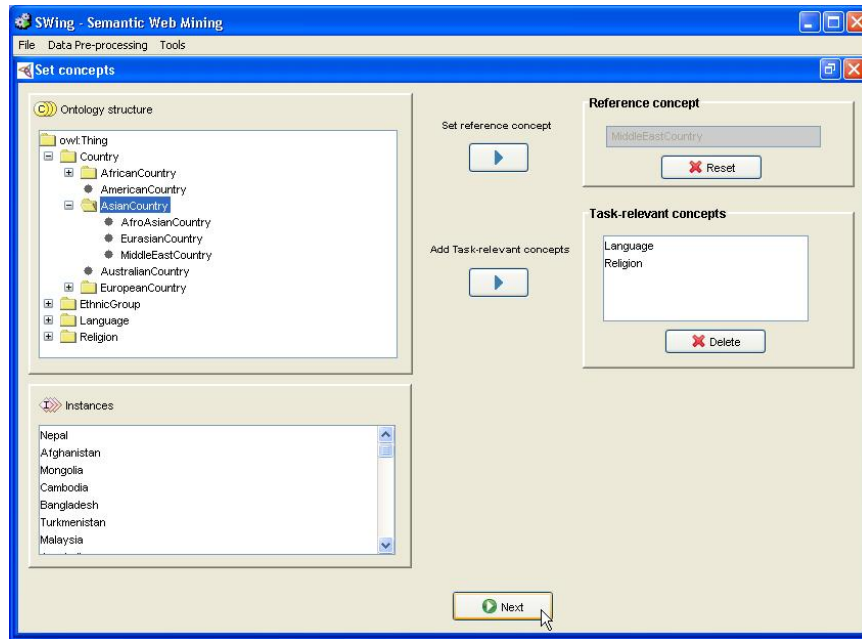 SWing - Semantic Web Mining
File Data Pre-processing Tools
Set concepts
Ontology structure
owl:Thing
Country
AfricanCountry
AmericanCountry
AsianCountry
AfroAsianCountry
EurasianCountry
MiddleEastCountry
AustralianCountry
EuropeanCountry
EthnicGroup
Language
Religion
Instances
Nepal
Afghanistan
Mongolia
Cambodia
Bangladesh
Turkmenistan
Malaysia
Set reference concept
Add Task-relevant concepts
Reference concept
MiddleEastCountry
Reset
Task-relevant concepts
Language
Religion
Delete
Next